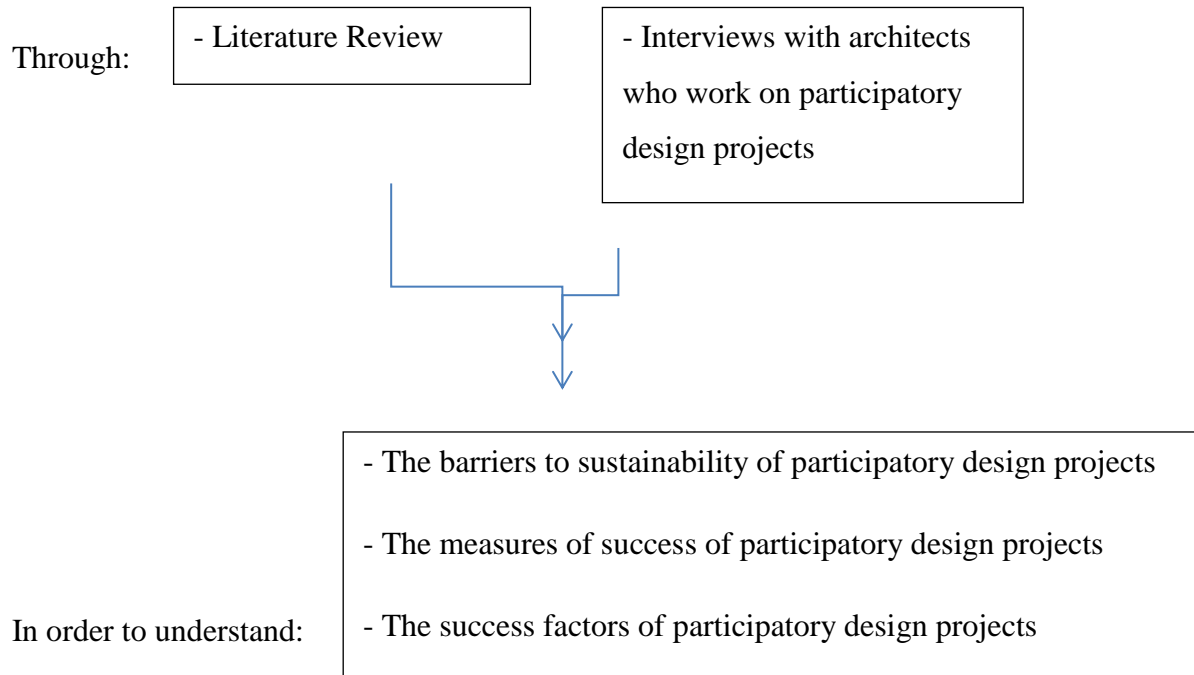 Through:
- Literature Review
- Interviews with architects
who work on participatory
design projects
- The barriers to sustainability of participatory design projects
- The measures of success of participatory design projects
In order to understand:
- The success factors of participatory design projects